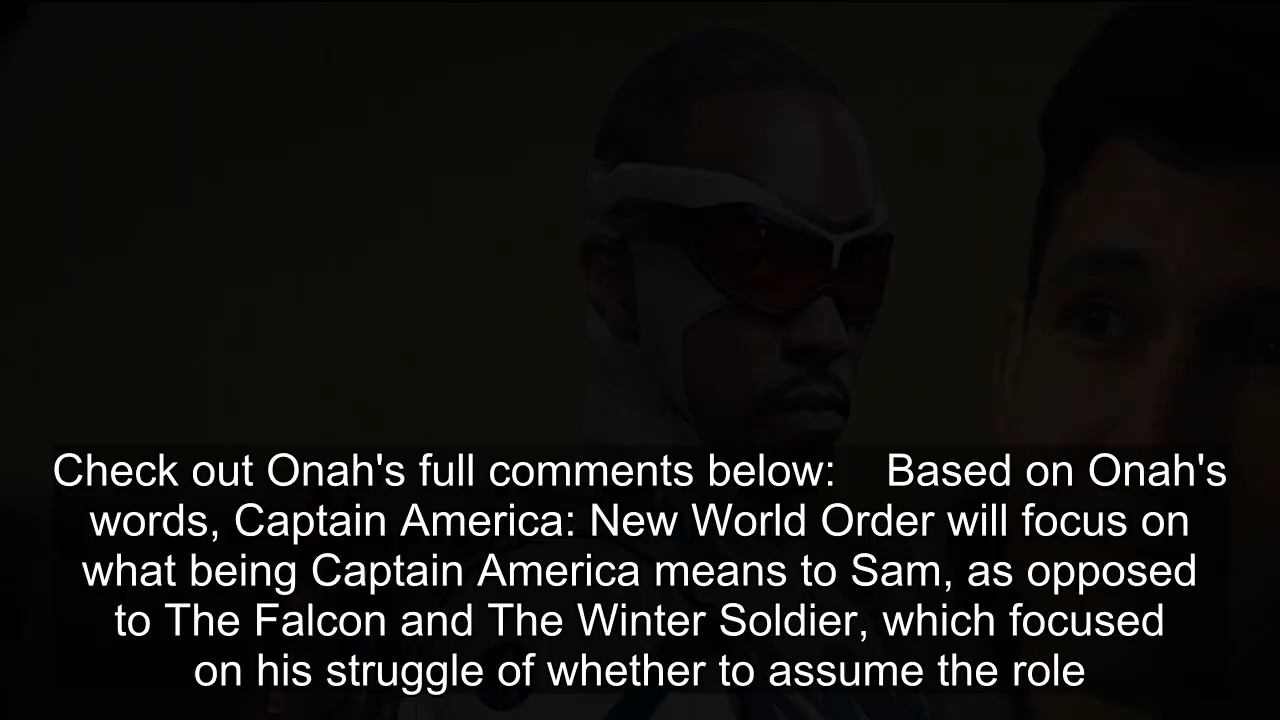 Check out Onah's full comments below:    Based on Onah's
words, Captain America: New World Order will focus on
what being Captain America means to Sam, as opposed
to The Falcon and The Winter Soldier, which focused
on his struggle of whether to assume the role